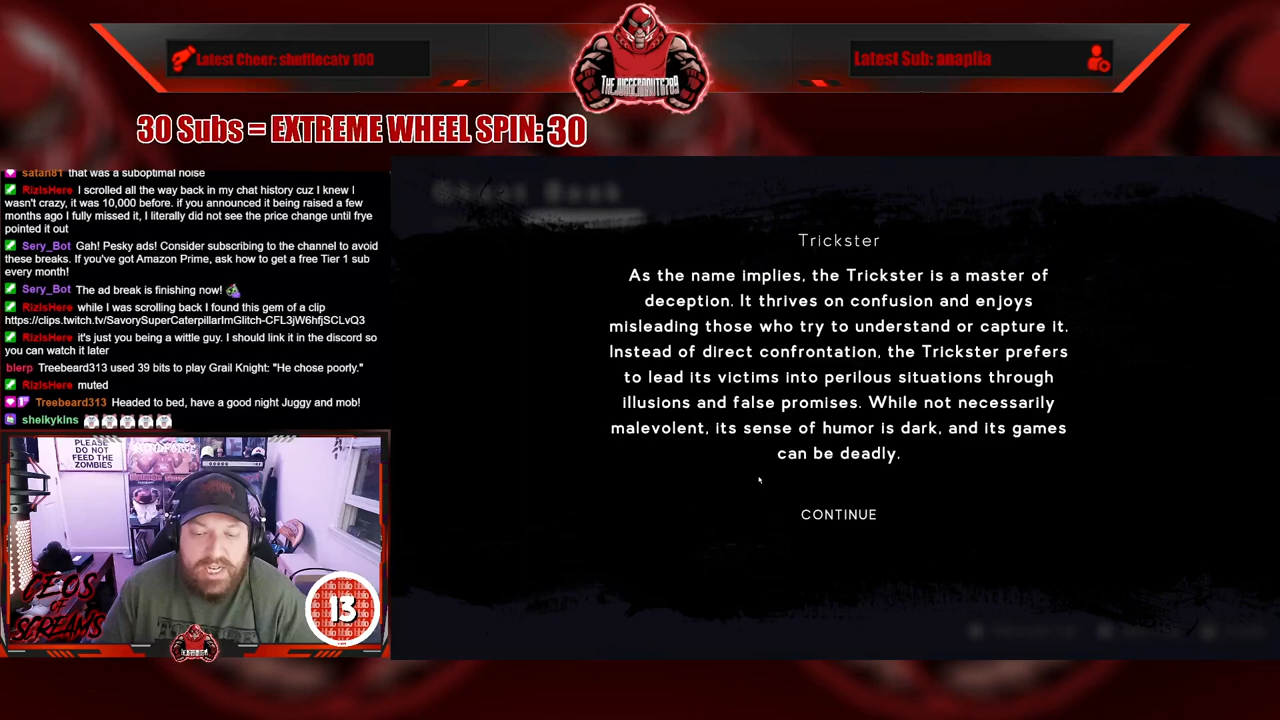 Latest Cheer: shufflecatv 100
THEJUGGERNAUT6789
Latest Sub: anaplia
30 Subs = EXTREME WHEEL SPIN: 30
satan81 that was a suboptimal noise
RizIsHere I scrolled all the way back in my chat history cuz I knew I
wasn't crazy, it was 10,000 before. if you announced it being raised a few
months ago I fully missed it, I literally did not see the price change until frye
pointed it out
Sery_Bot Gah! Pesky ads! Consider subscribing to the channel to avoid
these breaks. If you've got Amazon Prime, ask how to get a free Tier 1 sub
every month!
Sery_Bot The ad break is finishing now!
RizIsHere while I was scrolling back I found this gem of a clip
https://clips.twitch.tv/SavorySuperCaterpillarImGlitch-CFL3jW6hfjSCLvQ3
RizIsHere it's just you being a wittle guy. I should link it in the discord so
you can watch it later
blerp Treebeard313 used 39 bits to play Grail Knight: "He chose poorly."
RizIsHere muted
Treebeard313 Headed to bed, have a good night Juggy and mob!
shelkykins
Trickster
As the name implies, the Trickster is a master of
deception. It thrives on confusion and enjoys
misleading those who try to understand or capture it.
Instead of direct confrontation, the Trickster prefers
to lead its victims into perilous situations through
illusions and false promises. While not necessarily
malevolent, its sense of humor is dark, and its games
can be deadly.
CONTINUE
PLEASE
DO NOT
FEED THE
ZOMBIES
CEOS
OF
SCREAMS
13